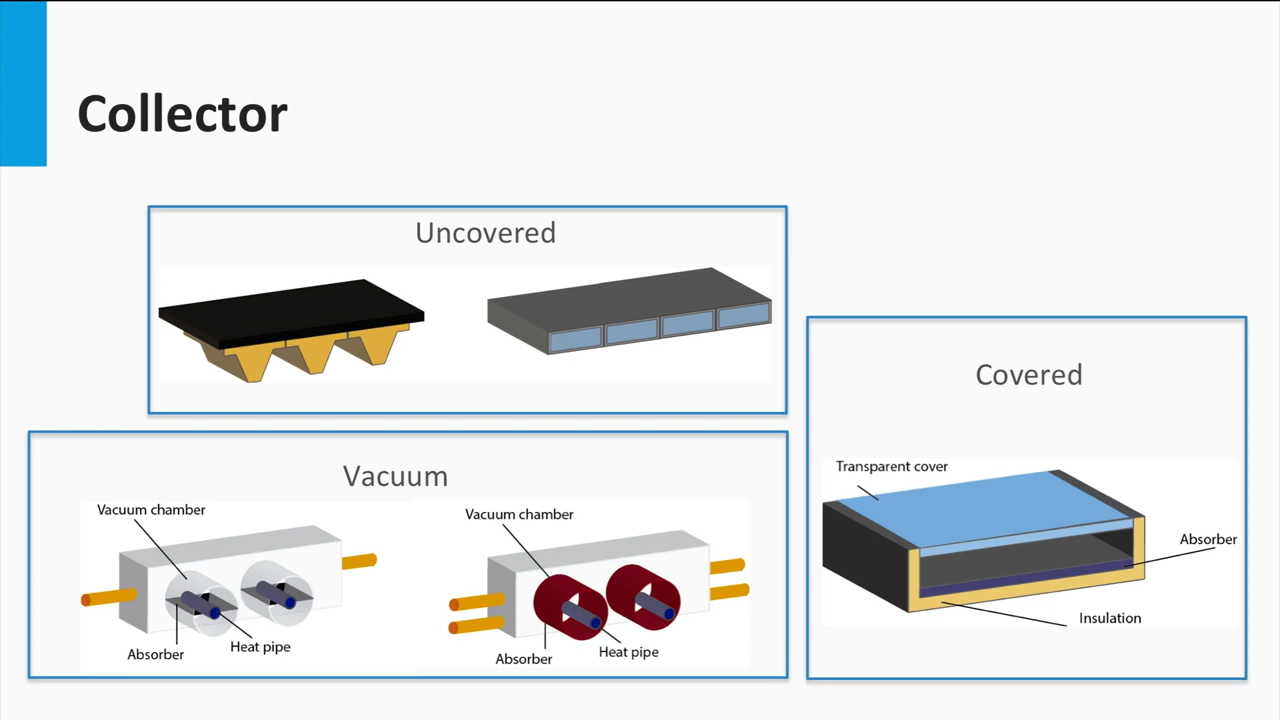 Collector
Uncovered
Vacuum
Vacuum chamber
Absorber
Heat pipe
Vacuum chamber
Absorber
Heat pipe
Covered
Transparent cover
Absorber
Insulation